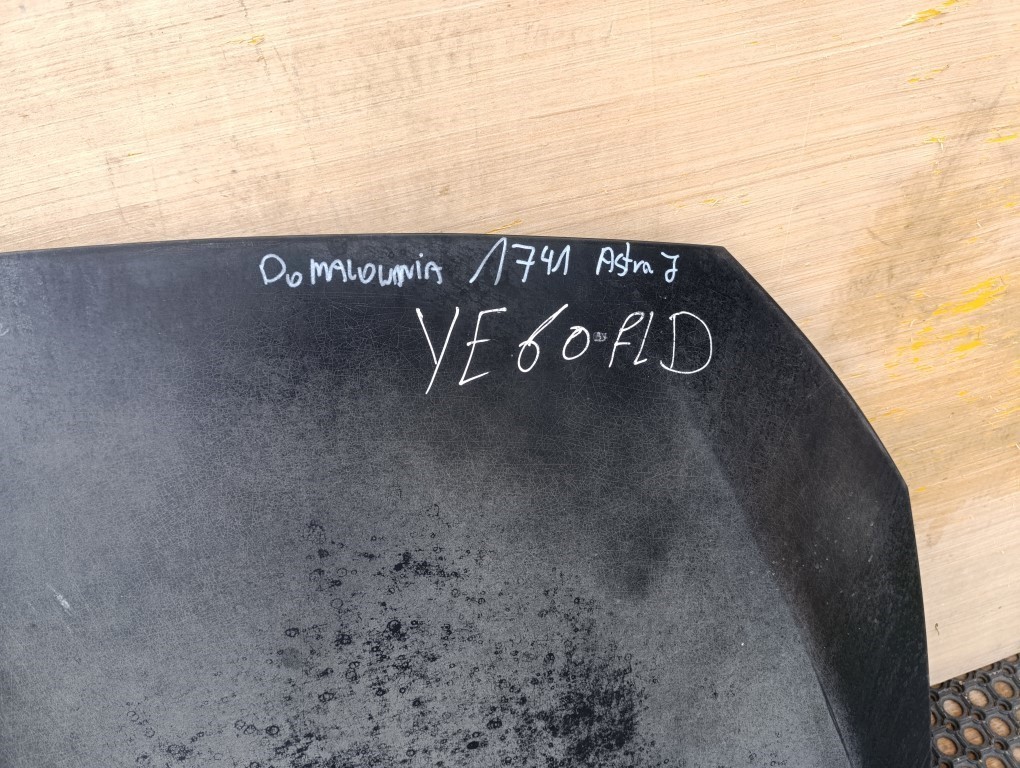 Do MALOWANIA 1741 Astra J
YE60FLD